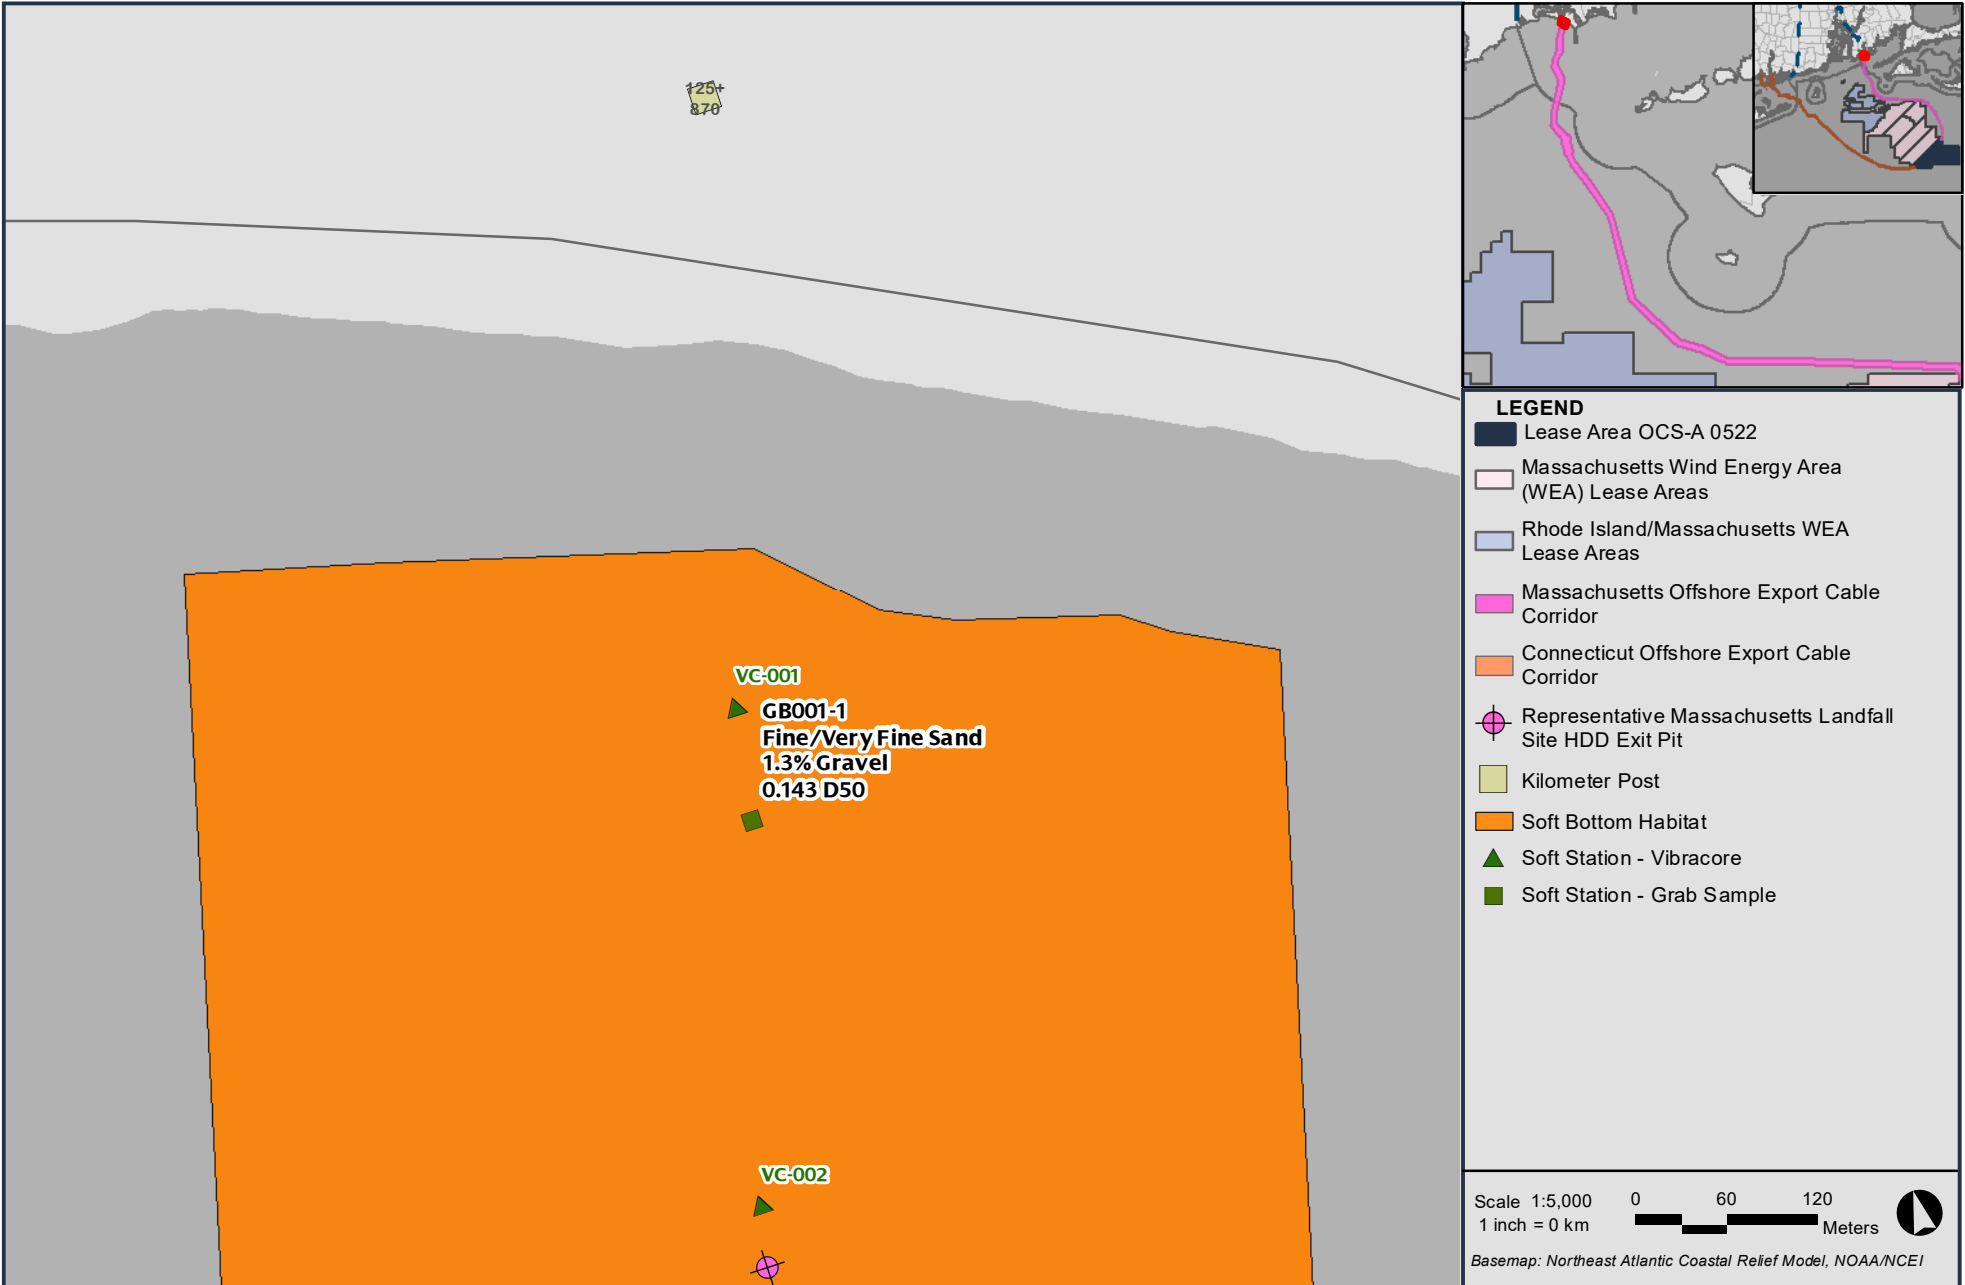 125+
870
VC-001
GB001-1
Fine/Very Fine Sand
1.3% Gravel
0.143 D50
VC-002
LEGEND
Lease Area OCS-A 0522
Massachusetts Wind Energy Area
(WEA) Lease Areas
Rhode Island/Massachusetts WEA
Lease Areas
Massachusetts Offshore Export Cable
Corridor
Connecticut Offshore Export Cable
Corridor
Representative Massachusetts Landfall
Site HDD Exit Pit
Kilometer Post
Soft Bottom Habitat
Soft Station - Vibracore
Soft Station - Grab Sample
Scale 1:5,000
1 inch = 0 km
0 60 120
Meters
Basemap: Northeast Atlantic Coastal Relief Model, NOAA/NCEI